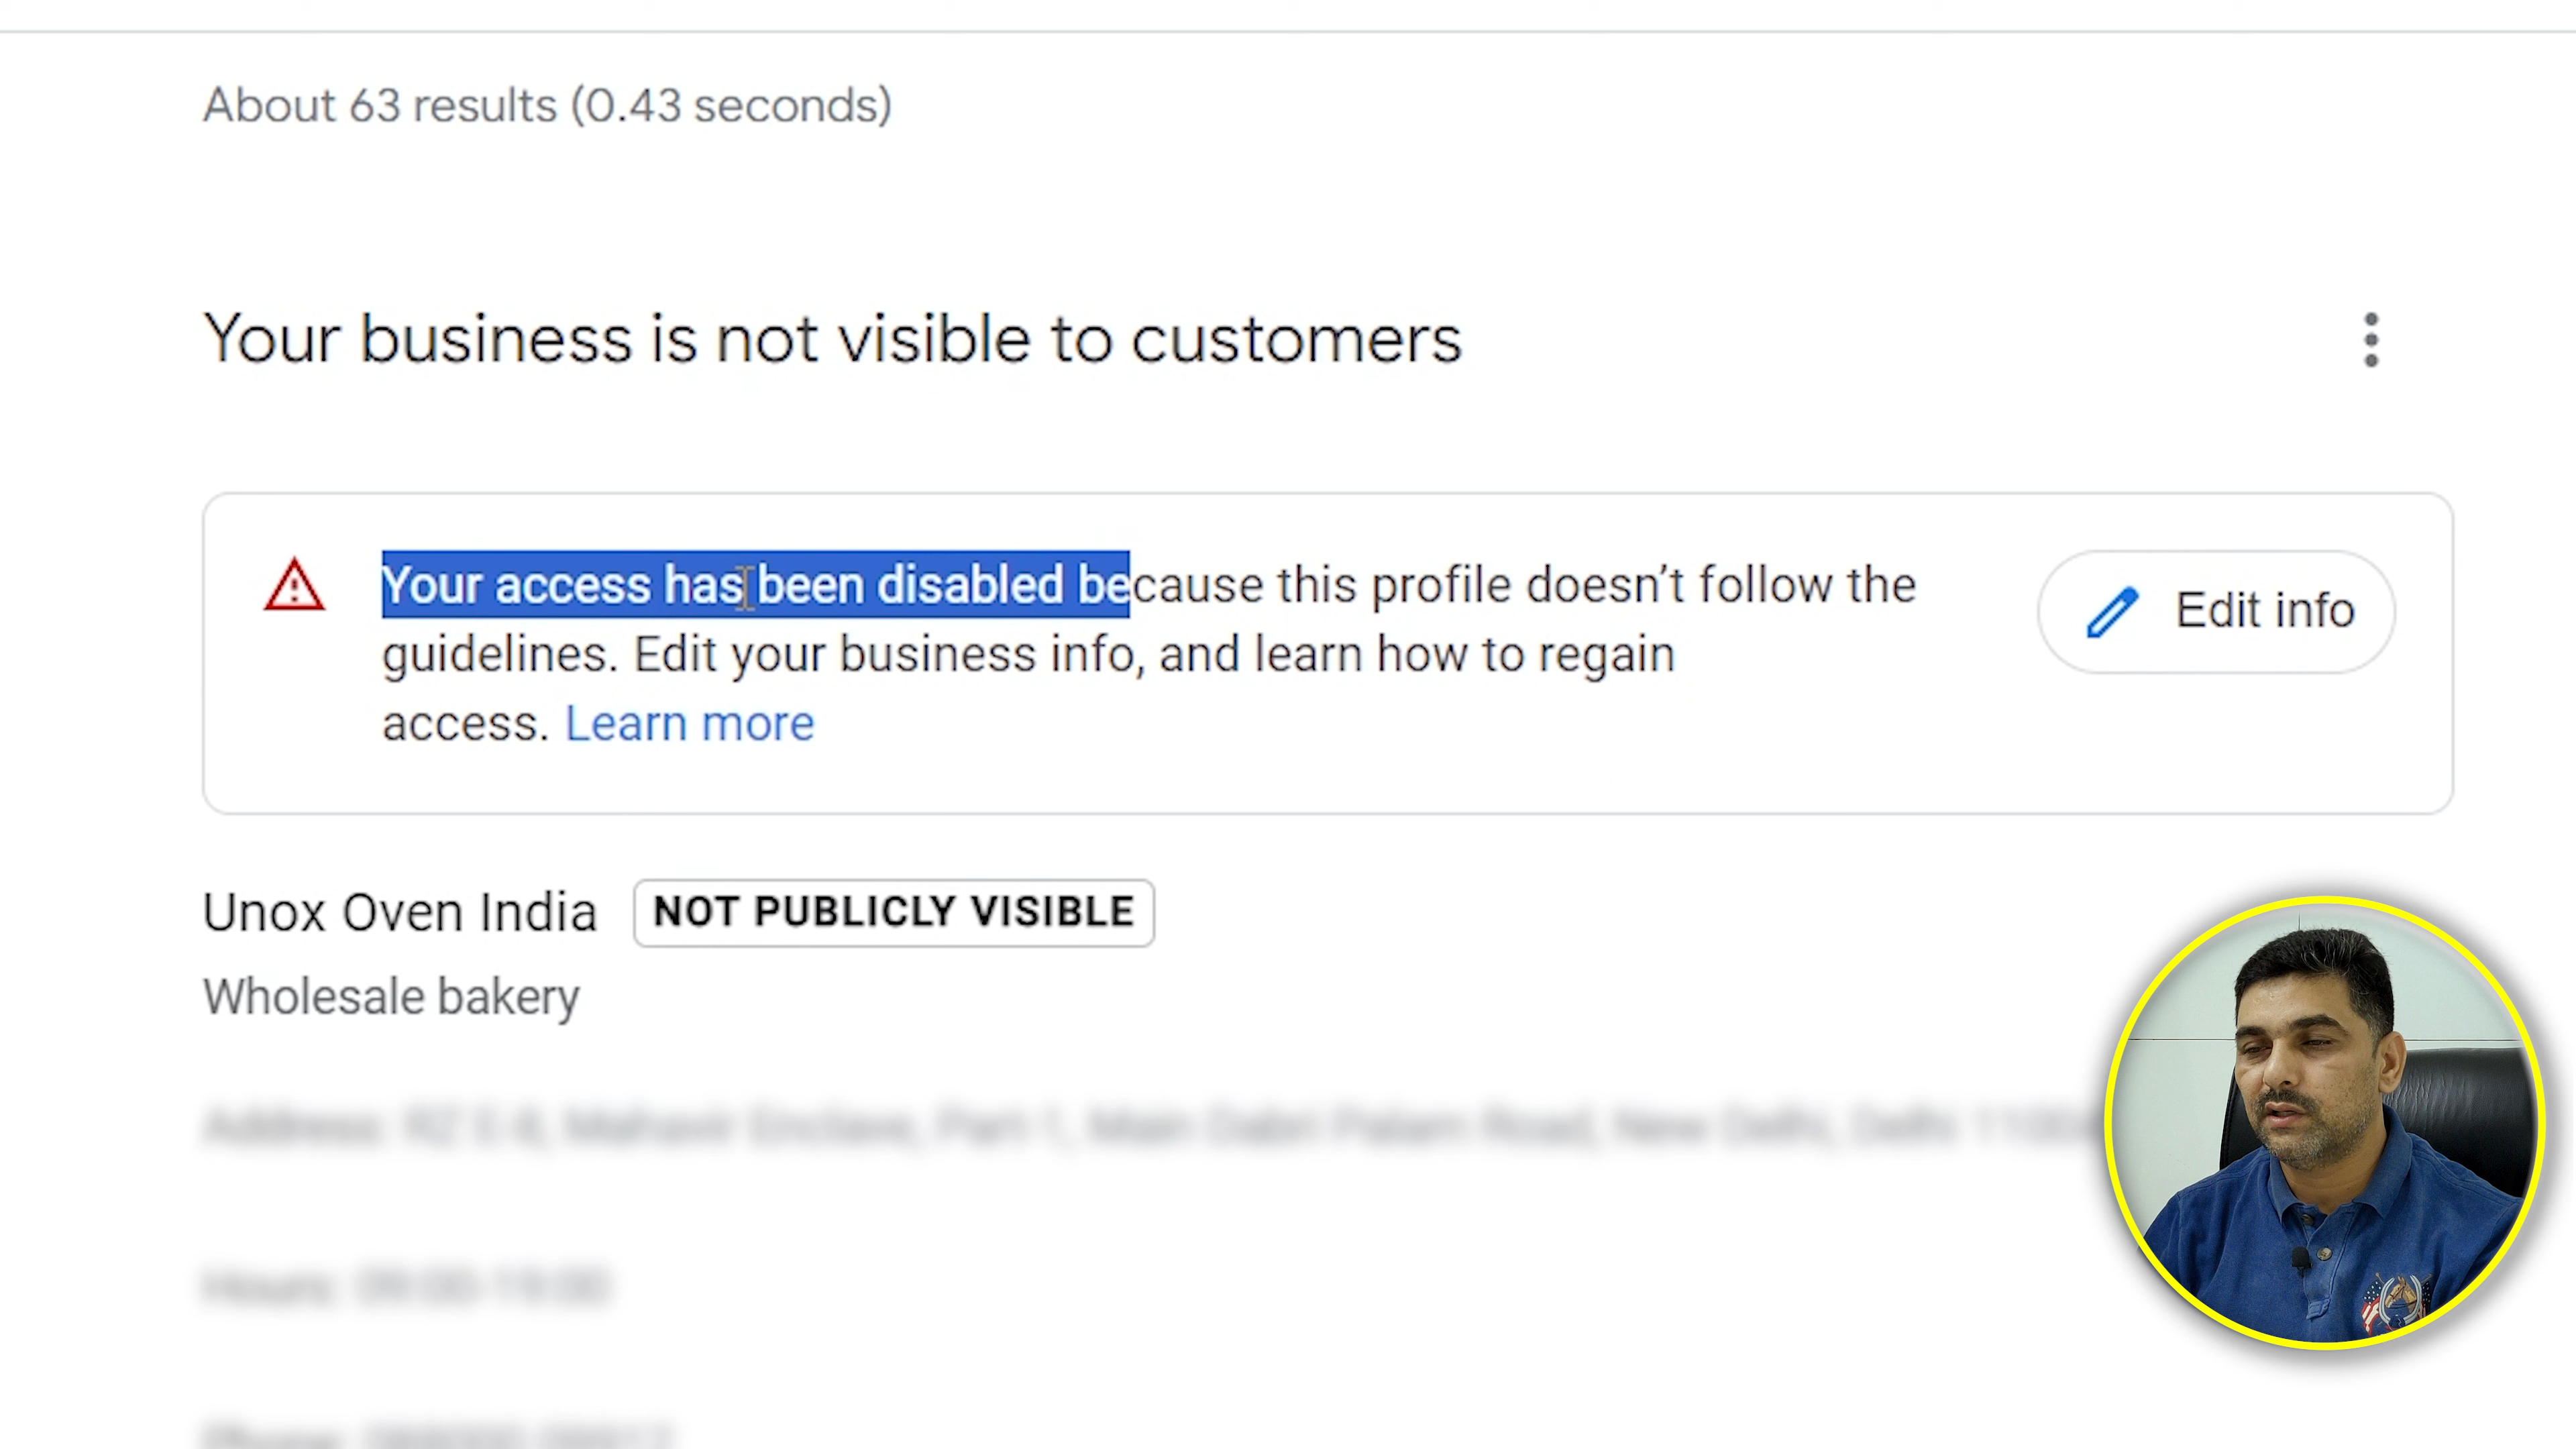 About 63 results (0.43 seconds)
Your business is not visible to customers
Your access has been disabled because this profile doesn’t follow the
guidelines. Edit your business info, and learn how to regain
access. Learn more
Edit info
Unox Oven India NOT PUBLICLY VISIBLE
Wholesale bakery